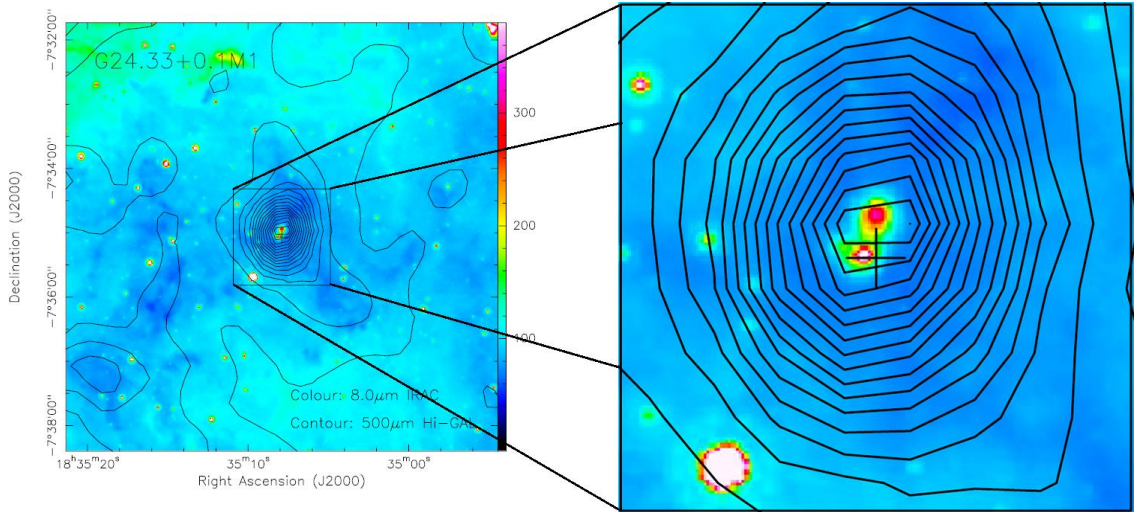 G24.33+0.1M1
-7°32'00"
-7°34'00"
-7°36'00"
-7°38'00"
Declination (J2000)
300
200
100
Colour: 8.0μm IRAC
Contour: 500μm Hi-GAL
18ʰ35ᵐ20ˢ
35ᵐ10ˢ
35ᵐ00ˢ
Right Ascension (J2000)